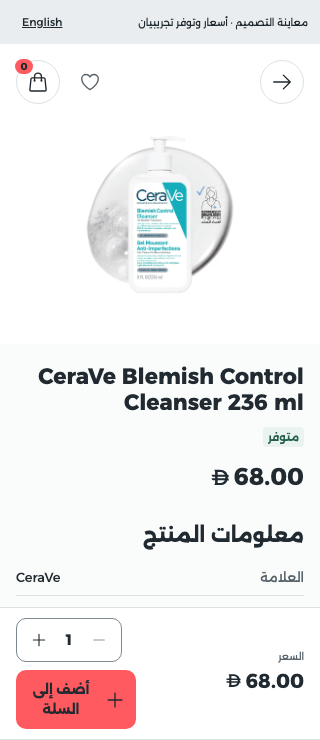 معاينة التصميم · أسعار وتوفر تجريبيان
English
0
CeraVe
Blemish Control
Cleanser
Gel Moussant
Anti-Imperfections
CeraVe Blemish Control
Cleanser 236 ml
متوفر
68.00
معلومات المنتج
العلامة
CeraVe
السعر
68.00
1
أضف إلى
السلة